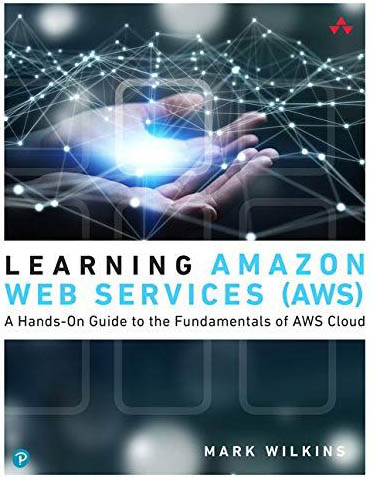 LEARNING AMAZON
WEB SERVICES (AWS)
A Hands-On Guide to the Fundamentals of AWS Cloud
P
MARK WILKINS